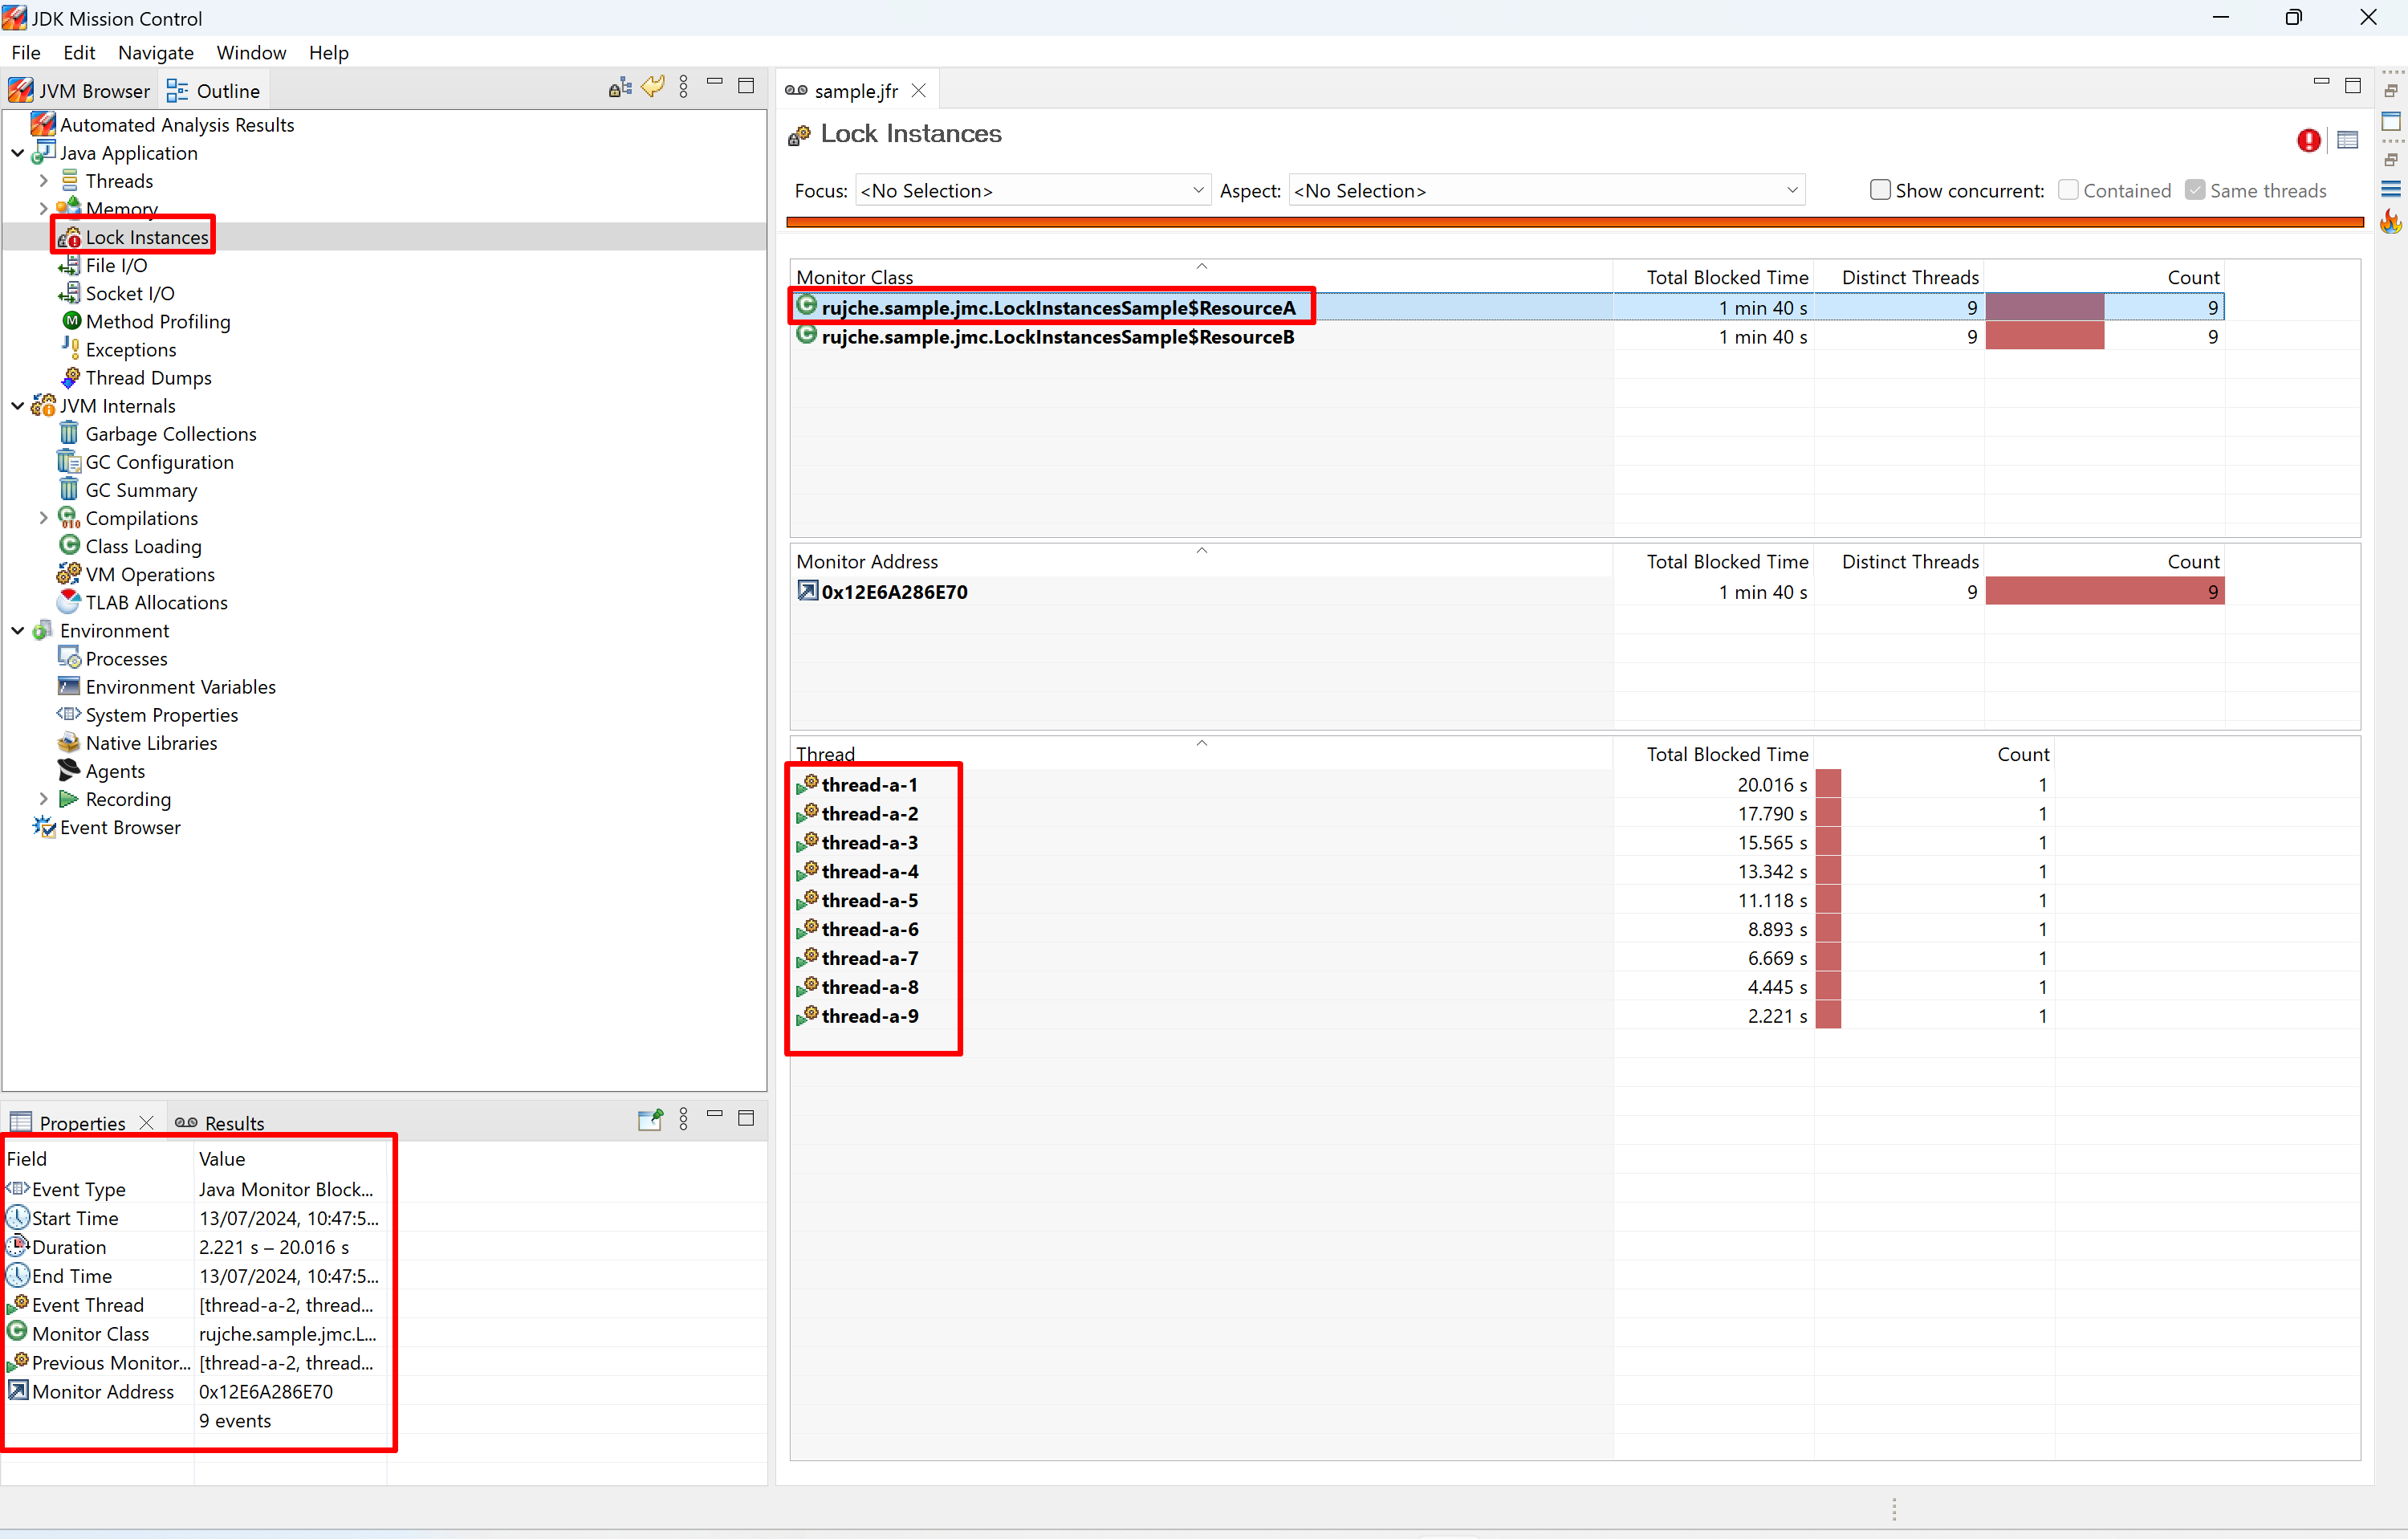 JDK Mission Control
File Edit Navigate Window Help
JVM Browser Outline
Automated Analysis Results
Java Application
Threads
Memory
Lock Instances
File I/O
Socket I/O
Method Profiling
Exceptions
Thread Dumps
JVM Internals
Garbage Collections
GC Configuration
GC Summary
Compilations
Class Loading
VM Operations
TLAB Allocations
Environment
Processes
Environment Variables
System Properties
Native Libraries
Agents
Recording
Event Browser
Properties Results
Field Value
Event Type Java Monitor Block...
Start Time 13/07/2024, 10:47:5...
Duration 2.221 s – 20.016 s
End Time 13/07/2024, 10:47:5...
Event Thread [thread-a-2, thread...
Monitor Class rujche.sample.jmc.L...
Previous Monitor... [thread-a-2, thread...
Monitor Address 0x12E6A286E70
9 events
sample.jfr
Lock Instances
Focus: <No Selection> Aspect: <No Selection> Show concurrent: Contained Same threads
Monitor Class Total Blocked Time Distinct Threads Count
rujche.sample.jmc.LockInstancesSample$ResourceA 1 min 40 s 9 9
rujche.sample.jmc.LockInstancesSample$ResourceB 1 min 40 s 9 9
Monitor Address Total Blocked Time Distinct Threads Count
0x12E6A286E70 1 min 40 s 9 9
Thread Total Blocked Time Count
thread-a-1 20.016 s 1
thread-a-2 17.790 s 1
thread-a-3 15.565 s 1
thread-a-4 13.342 s 1
thread-a-5 11.118 s 1
thread-a-6 8.893 s 1
thread-a-7 6.669 s 1
thread-a-8 4.445 s 1
thread-a-9 2.221 s 1